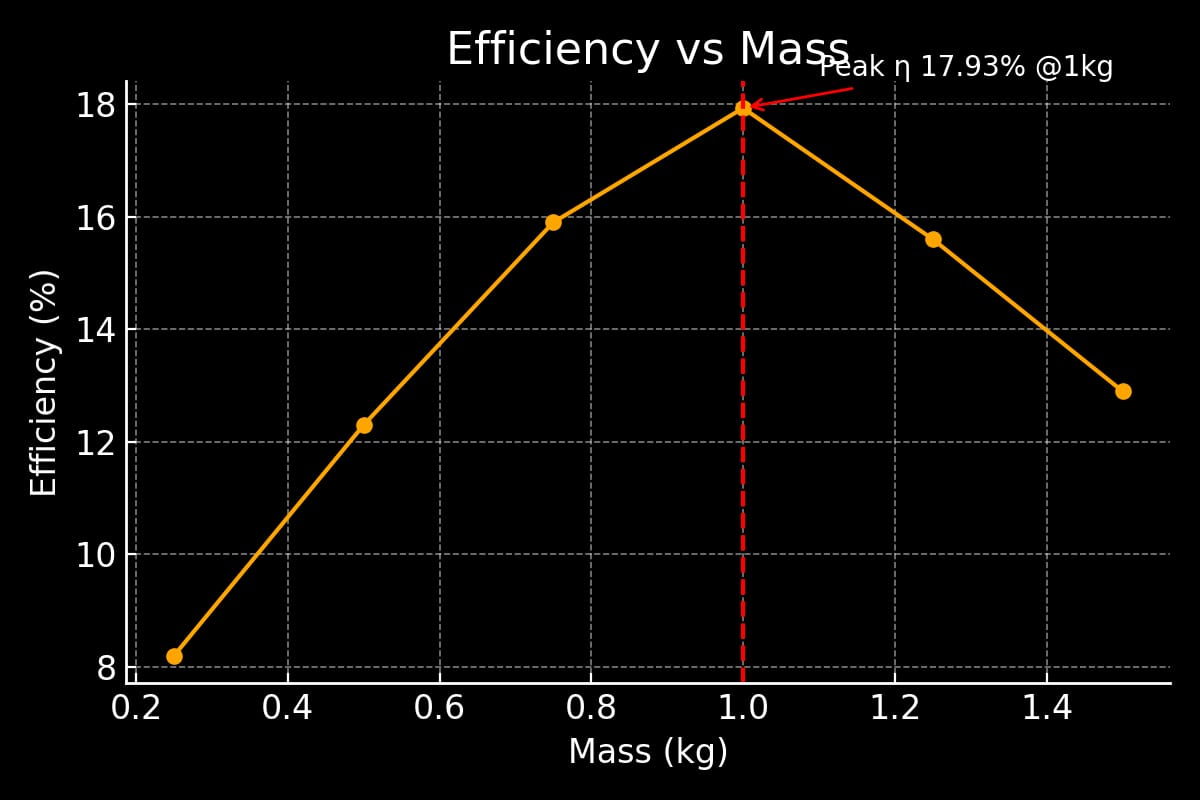 Efficiency vs Mass
Peak η 17.93% @1kg
Efficiency (%)
18
16
14
12
10
8
0.2 0.4 0.6 0.8 1.0 1.2 1.4
Mass (kg)